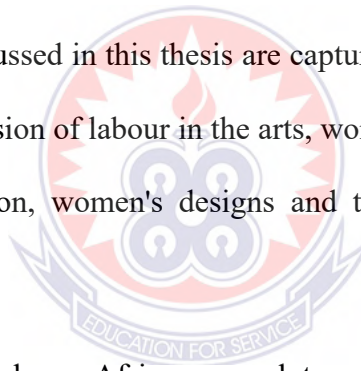 ussed in this thesis are captu
sion of labour in the arts, wo
on, women's designs and t
EDUCATION FOR SERVICE